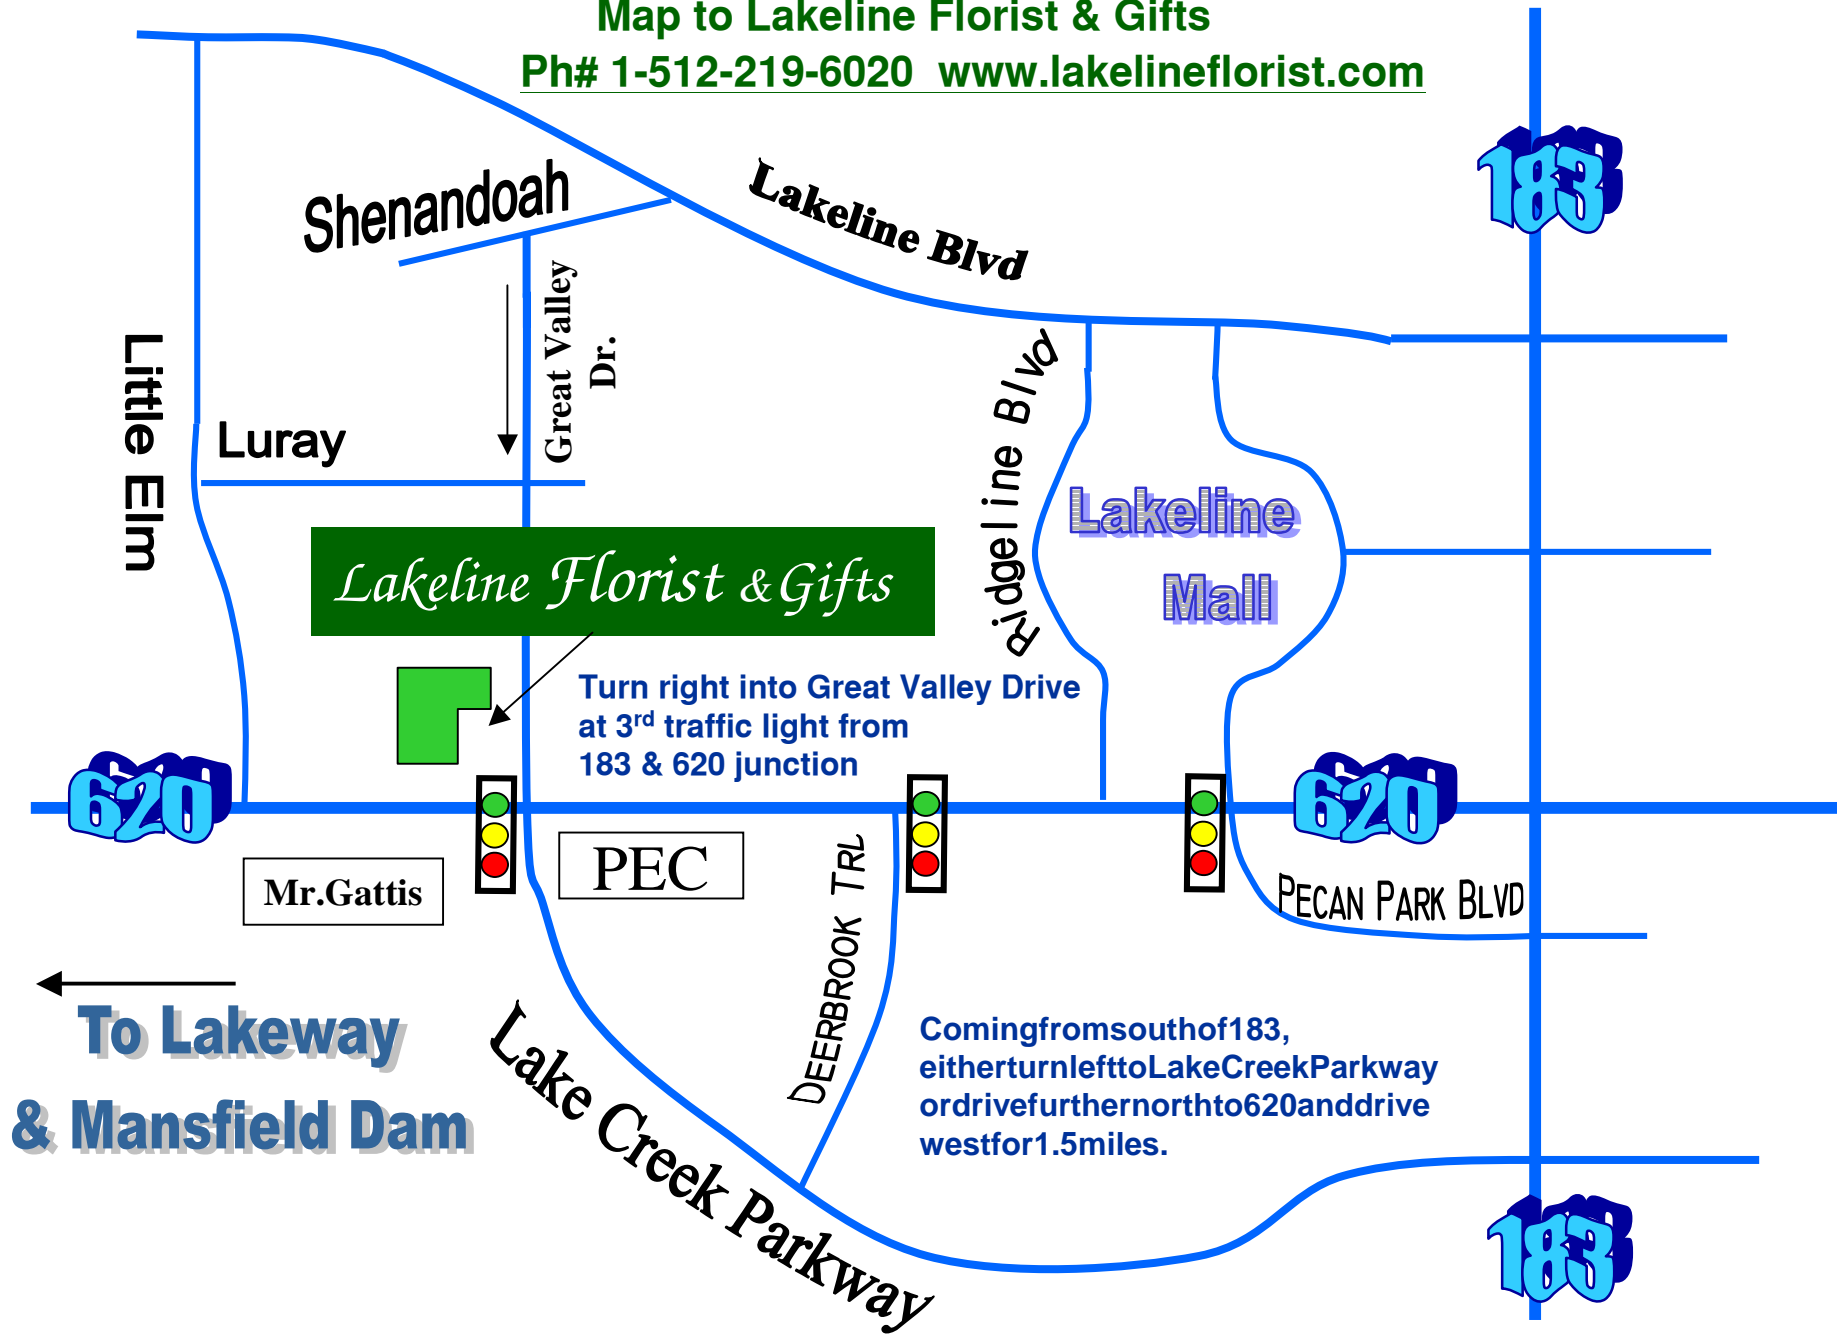 Map to Lakeline Florist & Gifts
Ph# 1-512-219-6020 www.lakelineflorist.com
183
Shenandoah
Lakeline Blvd
Great Valley
Dr.
Little Elm
Luray
Ridgeline Blvd
Lakeline
Mall
Lakeline Florist & Gifts
Turn right into Great Valley Drive
at 3rd traffic light from
183 & 620 junction
620
620
Mr.Gattis
PEC
DEERBROOK TRL
PECAN PARK BLVD
To Lakeway
& Mansfield Dam
Lake Creek Parkway
Comingfromsouthof183,
eitherturnlefttoLakeCreekParkway
ordrivefurthernorthto620anddrive
westfor1.5miles.
183